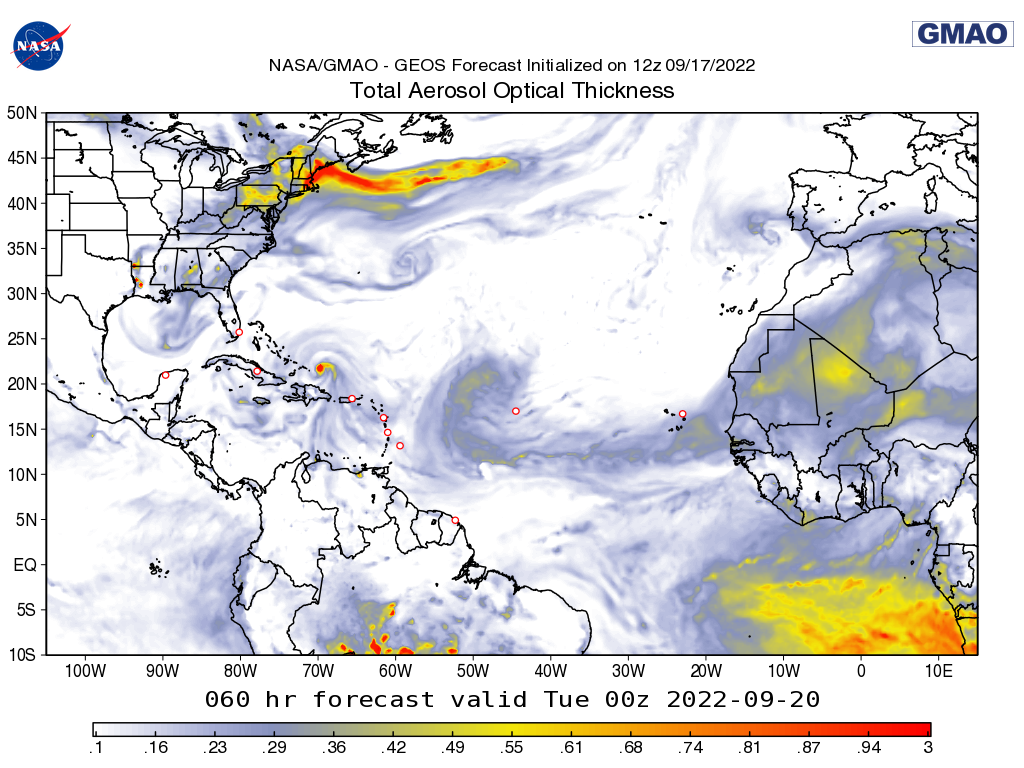 NASA
GMAO
NASA/GMAO - GEOS Forecast Initialized on 12z 09/17/2022
Total Aerosol Optical Thickness
50N
45N
40N
35N
30N
25N
20N
15N
10N
5N
EQ
5S
10S
100W 90W 80W 70W 60W 50W 40W 30W 20W 10W 0 10E
060 hr forecast valid Tue 00z 2022-09-20
.1 .16 .23 .29 .36 .42 .49 .55 .61 .68 .74 .81 .87 .94 3